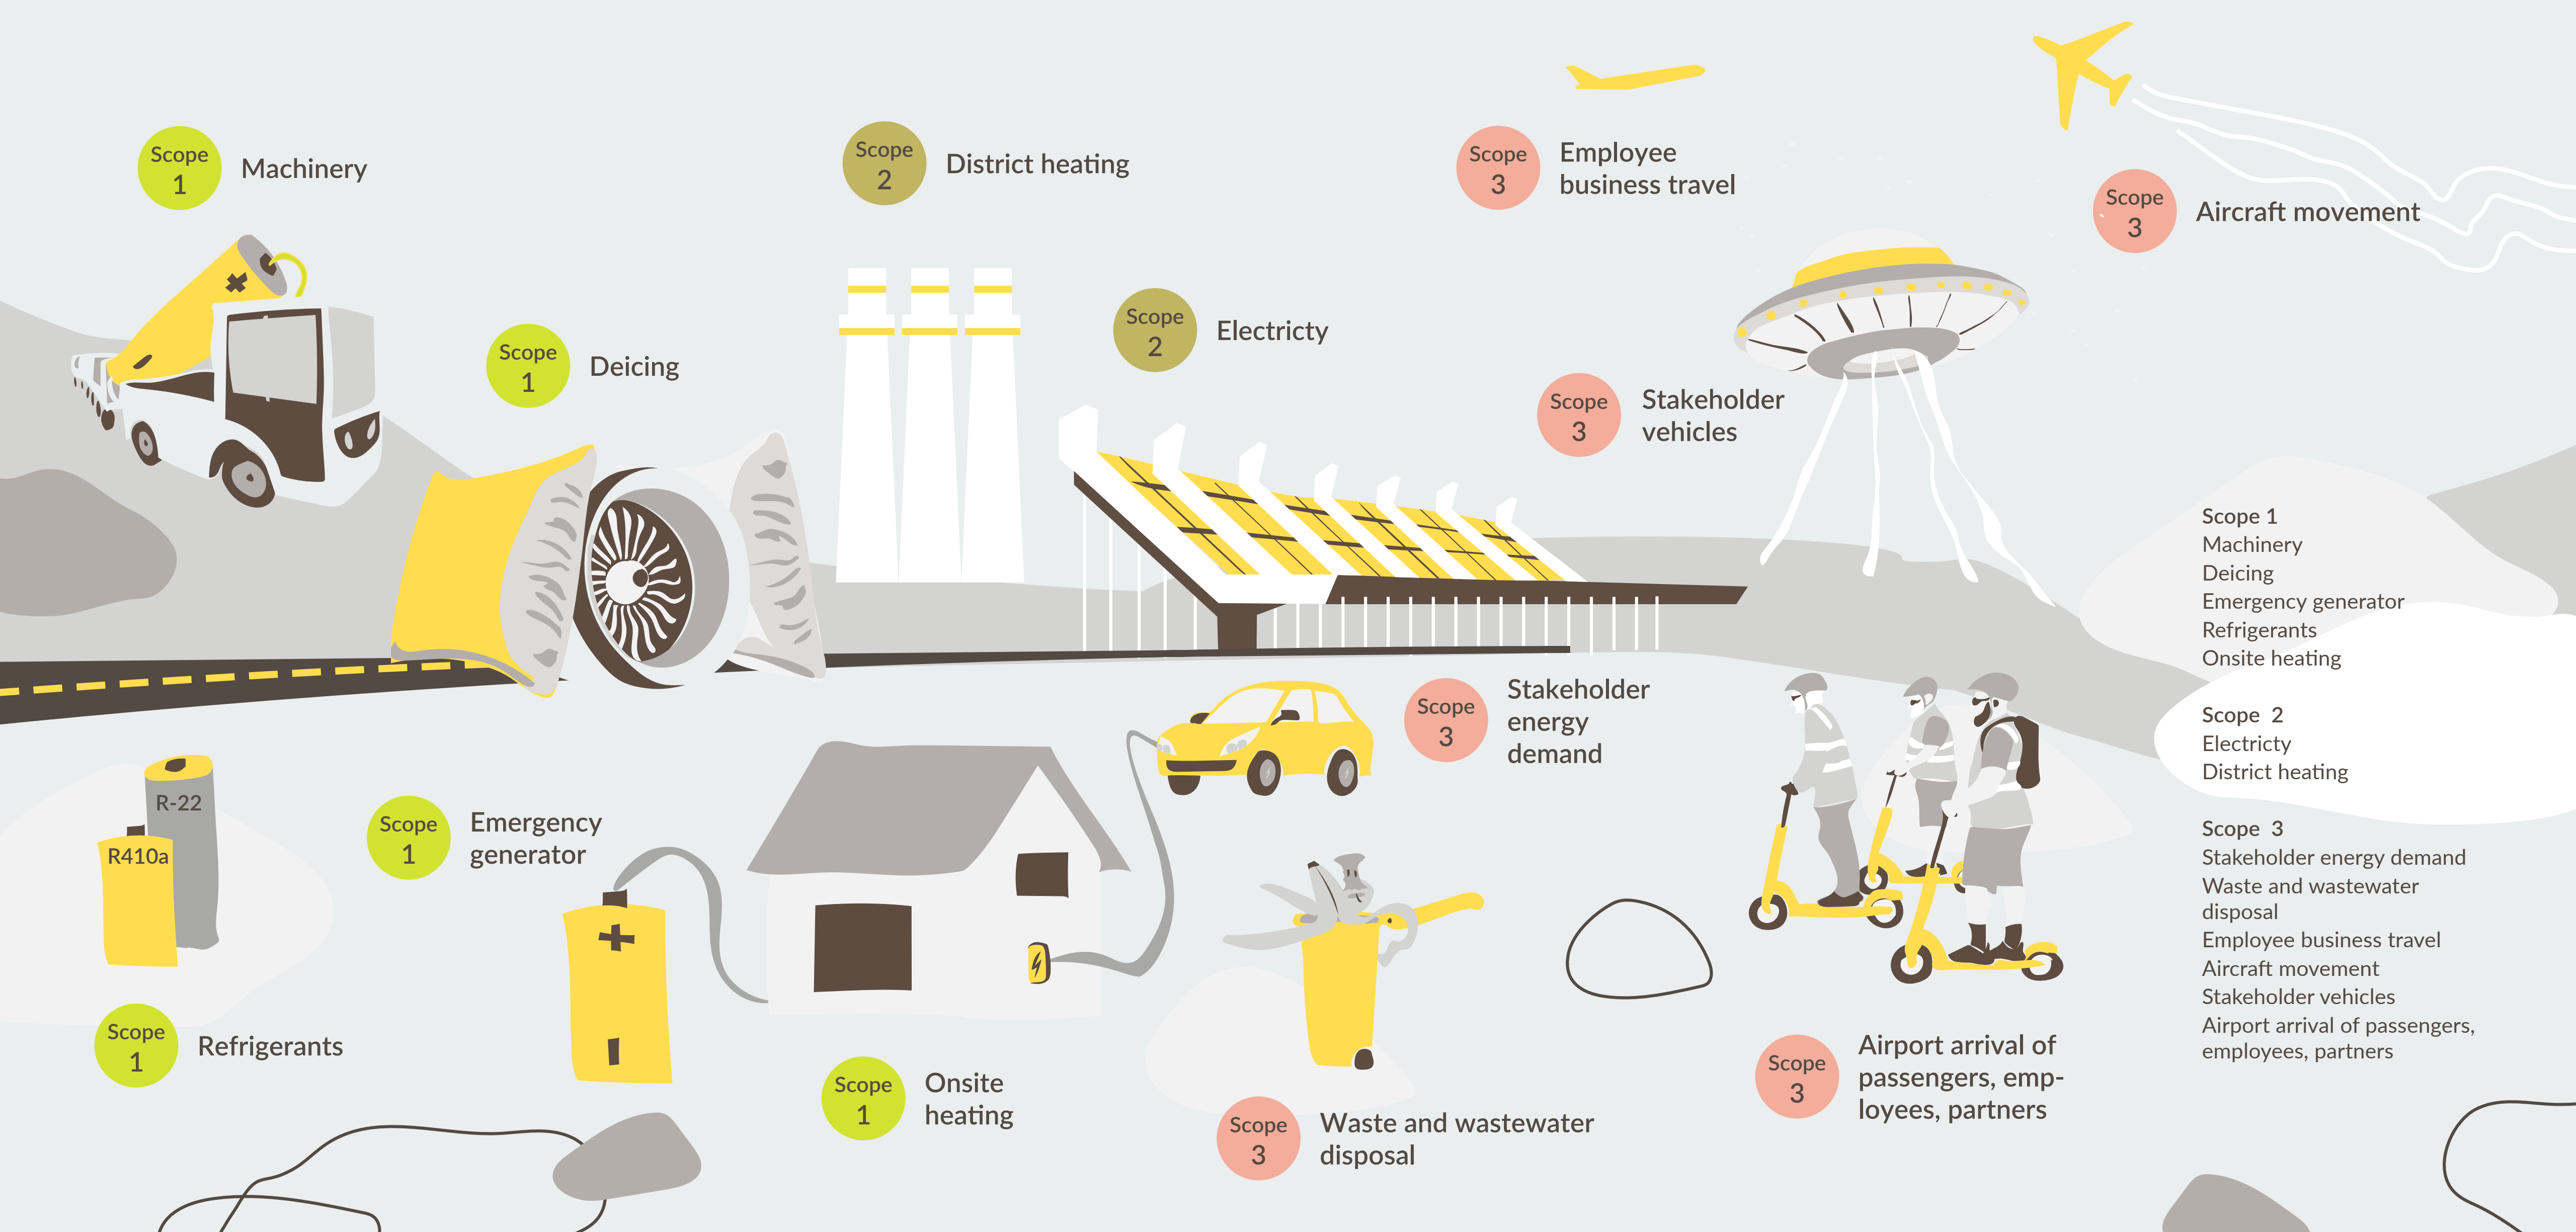 Scope
1
Machinery
Scope
1
Deicing
Scope
2
District heating
Scope
2
Electricty
Scope
3
Employee
business travel
Scope
3
Aircraft movement
Scope
3
Stakeholder
vehicles
Scope
3
Stakeholder
energy
demand
R-22
R410a
Scope
1
Refrigerants
Scope
1
Emergency
generator
Scope
1
Onsite
heating
Scope
3
Waste and wastewater
disposal
Scope
3
Airport arrival of
passengers, emp-
loyees, partners
Scope 1
Machinery
Deicing
Emergency generator
Refrigerants
Onsite heating
Scope 2
Electricty
District heating
Scope 3
Stakeholder energy demand
Waste and wastewater
disposal
Employee business travel
Aircraft movement
Stakeholder vehicles
Airport arrival of passengers,
employees, partners